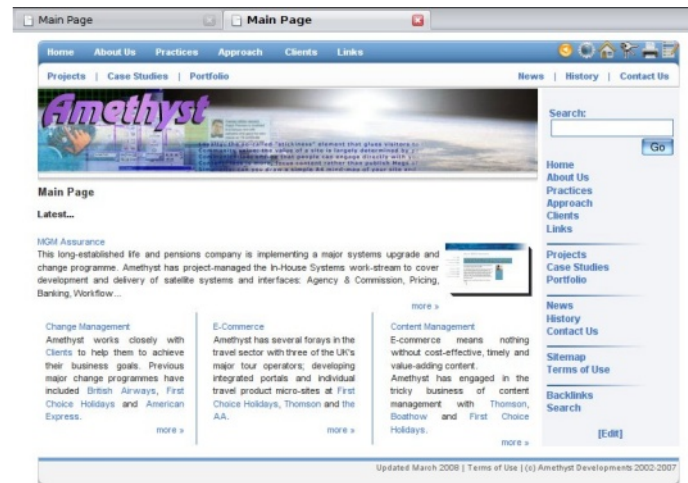 Main Page
Main Page
Home About Us Practices Approach Clients Links
Projects | Case Studies | Portfolio
News | History | Contact Us
Amethyst
Main Page
Latest...
MGM Assurance
This long-established life and pensions company is implementing a major systems upgrade and
change programme. Amethyst has project-managed the In-House Systems work-stream to cover
development and delivery of satellite systems and interfaces: Agency & Commission, Pricing,
Banking, Workflow...
more »
Change Management
Amethyst works closely with
Clients to help them to achieve
their business goals. Previous
major change programmes have
included British Airways, First
Choice Holidays and American
Express.
more »
E-Commerce
Amethyst has several forays in the
travel sector with three of the UK's
major tour operators; developing
integrated portals and individual
travel product micro-sites at First
Choice Holidays, Thomson and the
AA.
more »
Content Management
E-commerce means nothing
without cost-effective, timely and
value-adding content.
Amethyst has engaged in the
tricky business of content
management with Thomson,
Boathow and First Choice
Holidays.
more »
Search:
Go
Home
About Us
Practices
Approach
Clients
Links
Projects
Case Studies
Portfolio
News
History
Contact Us
Sitemap
Terms of Use
Backlinks
Search
[Edit]
Updated March 2008 | Terms of Use | (c) Amethyst Developments 2002-2007